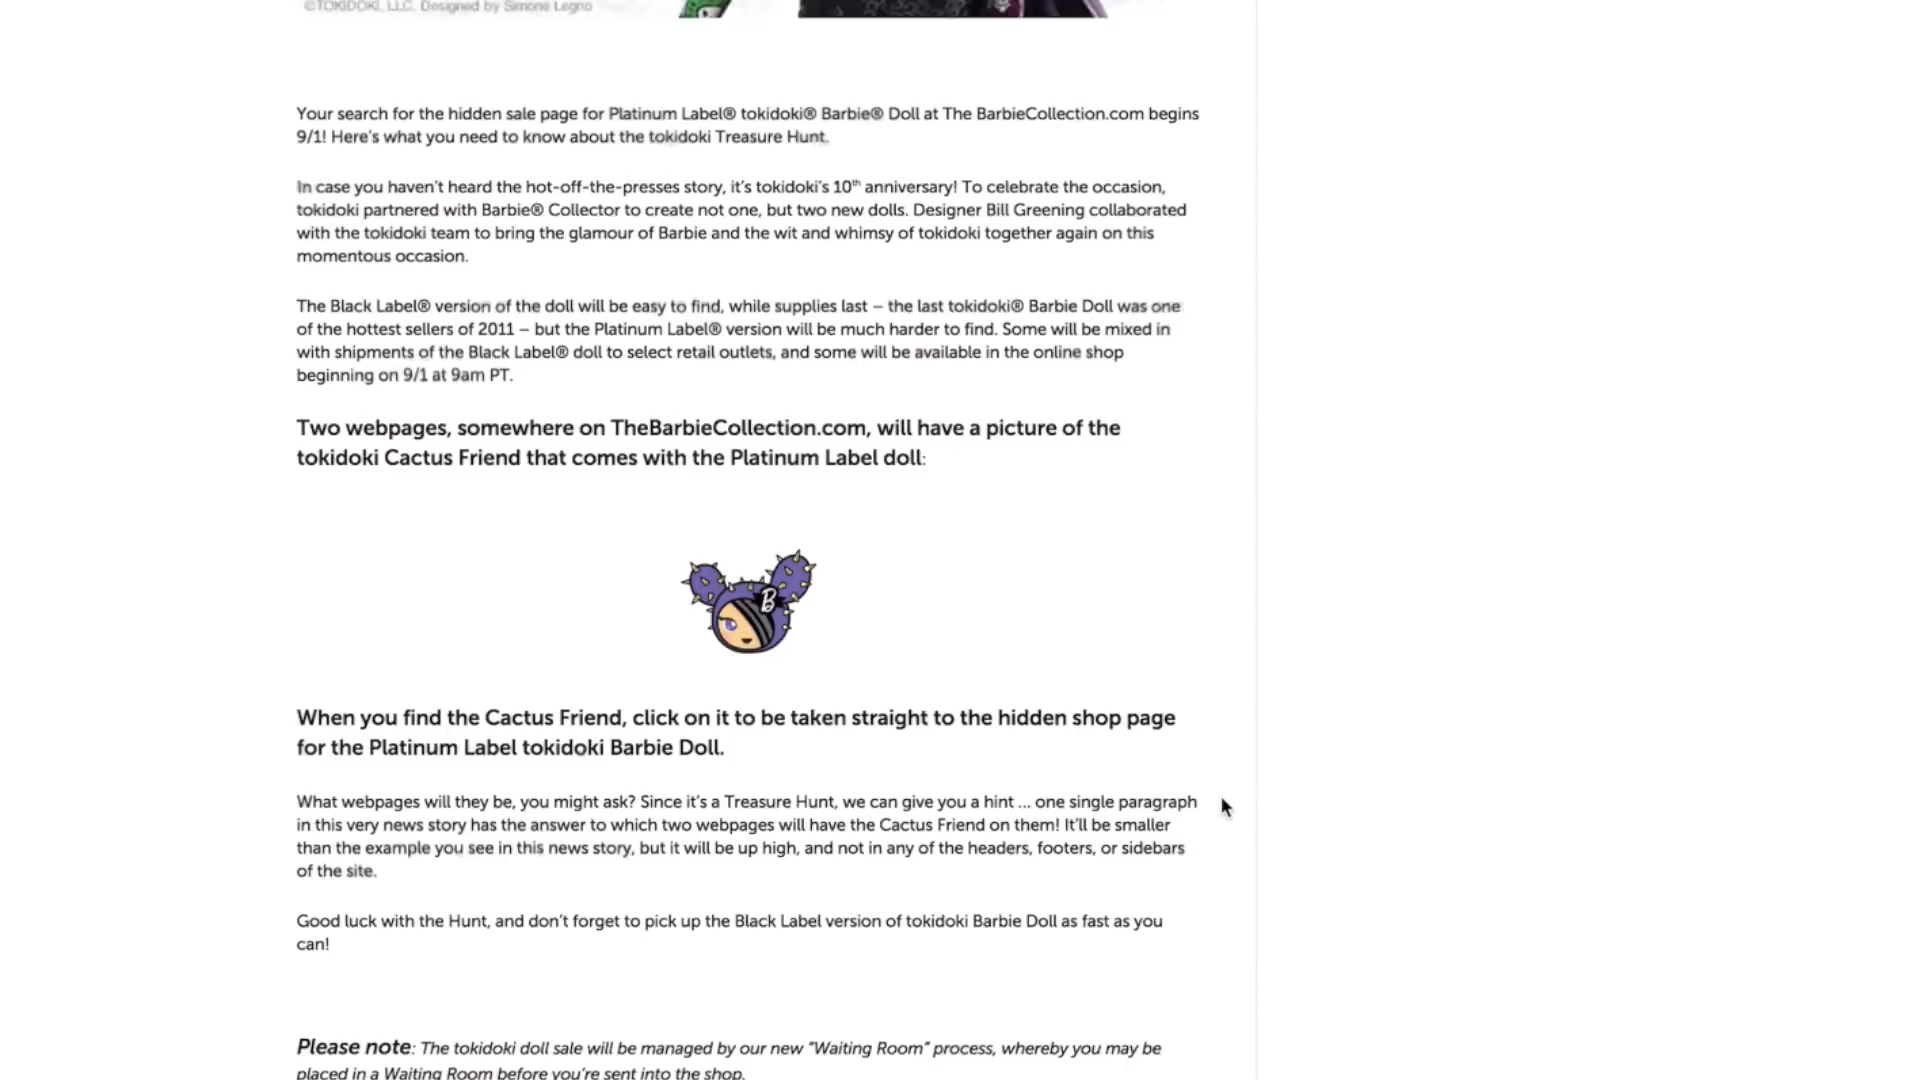 ©TOKIDOKI, LLC. Designed by Simone Legno
Your search for the hidden sale page for Platinum Label® tokidoki® Barbie® Doll at The BarbieCollection.com begins
9/1! Here's what you need to know about the tokidoki Treasure Hunt.
In case you haven't heard the hot-off-the-presses story, it's tokidoki's 10th anniversary! To celebrate the occasion,
tokidoki partnered with Barbie® Collector to create not one, but two new dolls. Designer Bill Greening collaborated
with the tokidoki team to bring the glamour of Barbie and the wit and whimsy of tokidoki together again on this
momentous occasion.
The Black Label® version of the doll will be easy to find, while supplies last – the last tokidoki® Barbie Doll was one
of the hottest sellers of 2011 – but the Platinum Label® version will be much harder to find. Some will be mixed in
with shipments of the Black Label® doll to select retail outlets, and some will be available in the online shop
beginning on 9/1 at 9am PT.
Two webpages, somewhere on TheBarbieCollection.com, will have a picture of the
tokidoki Cactus Friend that comes with the Platinum Label doll:
B
When you find the Cactus Friend, click on it to be taken straight to the hidden shop page
for the Platinum Label tokidoki Barbie Doll.
What webpages will they be, you might ask? Since it's a Treasure Hunt, we can give you a hint ... one single paragraph
in this very news story has the answer to which two webpages will have the Cactus Friend on them! It'll be smaller
than the example you see in this news story, but it will be up high, and not in any of the headers, footers, or sidebars
of the site.
Good luck with the Hunt, and don't forget to pick up the Black Label version of tokidoki Barbie Doll as fast as you
can!
Please note: The tokidoki doll sale will be managed by our new "Waiting Room" process, whereby you may be
placed in a Waiting Room before you're sent into the shop.